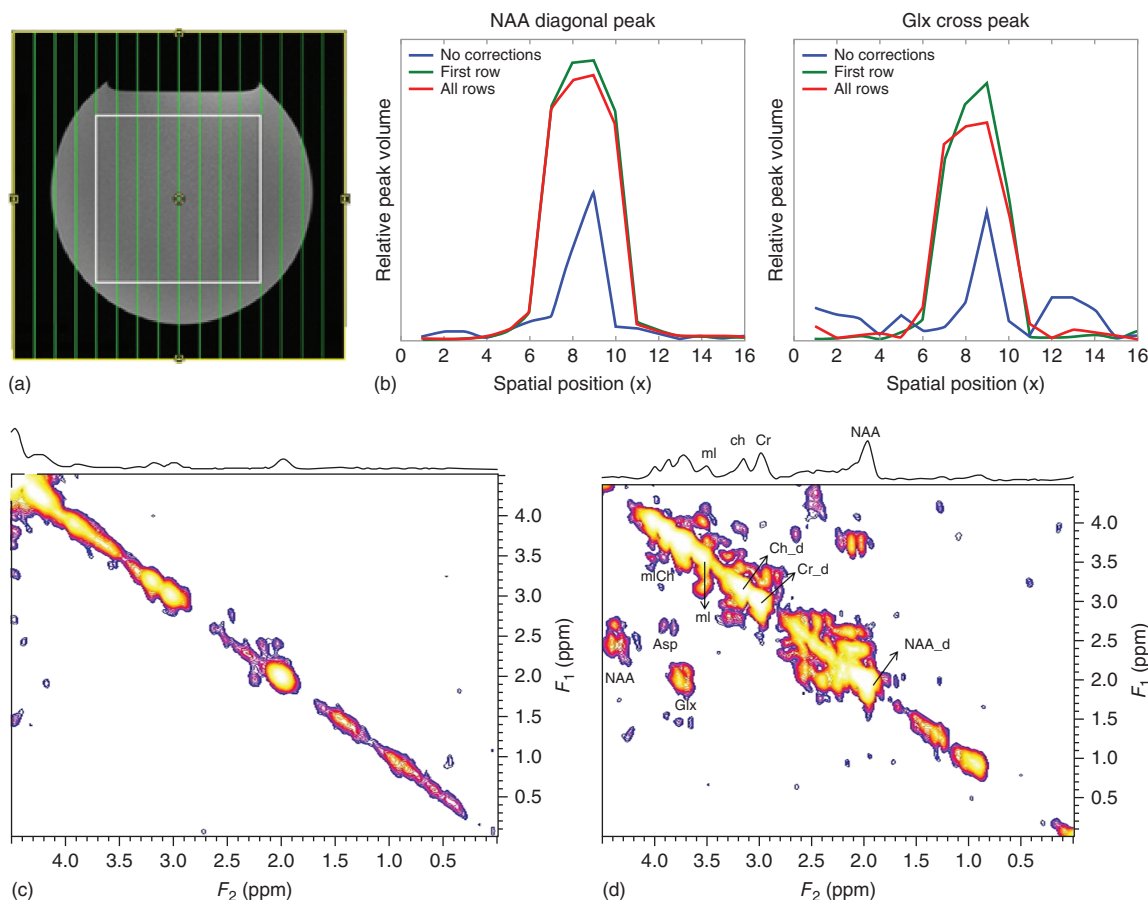 (a)
NAA diagonal peak
No corrections
First row
All rows
Relative peak volume
0 2 4 6 8 10 12 14 16
(b)
Spatial position (x)
Glx cross peak
No corrections
First row
All rows
Relative peak volume
0 2 4 6 8 10 12 14 16
Spatial position (x)
4.0
3.5
3.0
2.5
2.0
1.5
1.0
0.5
F1 (ppm)
4.0 3.5 3.0 2.5 2.0 1.5 1.0 0.5
(c)
F2 (ppm)
ml
ch
Cr
NAA
mlCh
Ch_d
Cr_d
ml
Asp
NAA
Glx
NAA_d
4.0
3.5
3.0
2.5
2.0
1.5
1.0
0.5
F1 (ppm)
4.0 3.5 3.0 2.5 2.0 1.5 1.0 0.5
(d)
F2 (ppm)